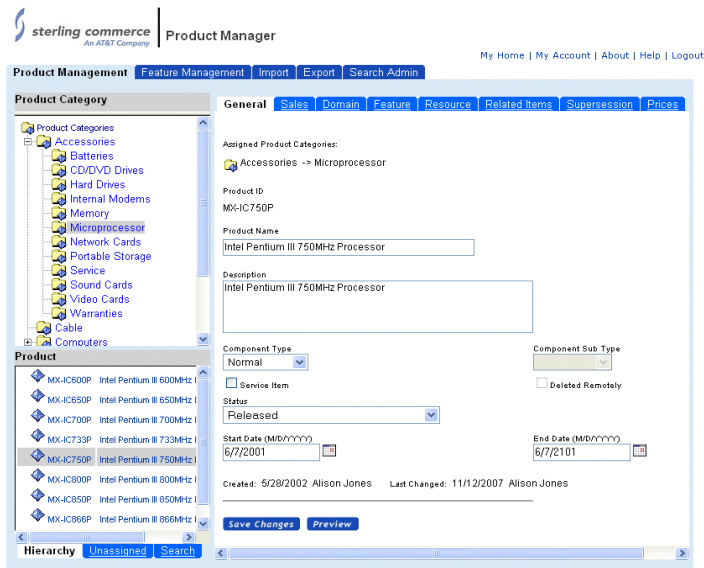 sterling commerce
An AT&T Company
Product Manager
My Home | My Account | About | Help | Logout
Product Management
Feature Management
Import
Export
Search Admin
Product Category
Product Categories
Accessories
Batteries
CD/DVD Drives
Hard Drives
Internal Modems
Memory
Microprocessor
Network Cards
Portable Storage
Service
Sound Cards
Video Cards
Warranties
Cable
Computers
Product
MX-IC600P Intel Pentium III 600MHz
MX-IC650P Intel Pentium III 650MHz
MX-IC700P Intel Pentium III 700MHz
MX-IC733P Intel Pentium III 733MHz
MX-IC750P Intel Pentium III 750MHz
MX-IC800P Intel Pentium III 800MHz
MX-IC850P Intel Pentium III 850MHz
MX-IC866P Intel Pentium III 866MHz
Hierarchy
Unassigned
Search
General
Sales
Domain
Feature
Resource
Related Items
Supersession
Prices
Assigned Product Categories:
Accessories -> Microprocessor
Product ID
MX-IC750P
Product Name
Intel Pentium III 750MHz Processor
Description
Intel Pentium III 750MHz Processor
Component Type
Normal
Component Sub Type
Service Item
Deleted Remotely
Status
Released
Start Date (M/D/YYYY)
6/7/2001
End Date (M/D/YYYY)
6/7/2101
Created: 5/28/2002 Alison Jones
Last Changed: 11/12/2007 Alison Jones
Save Changes
Preview